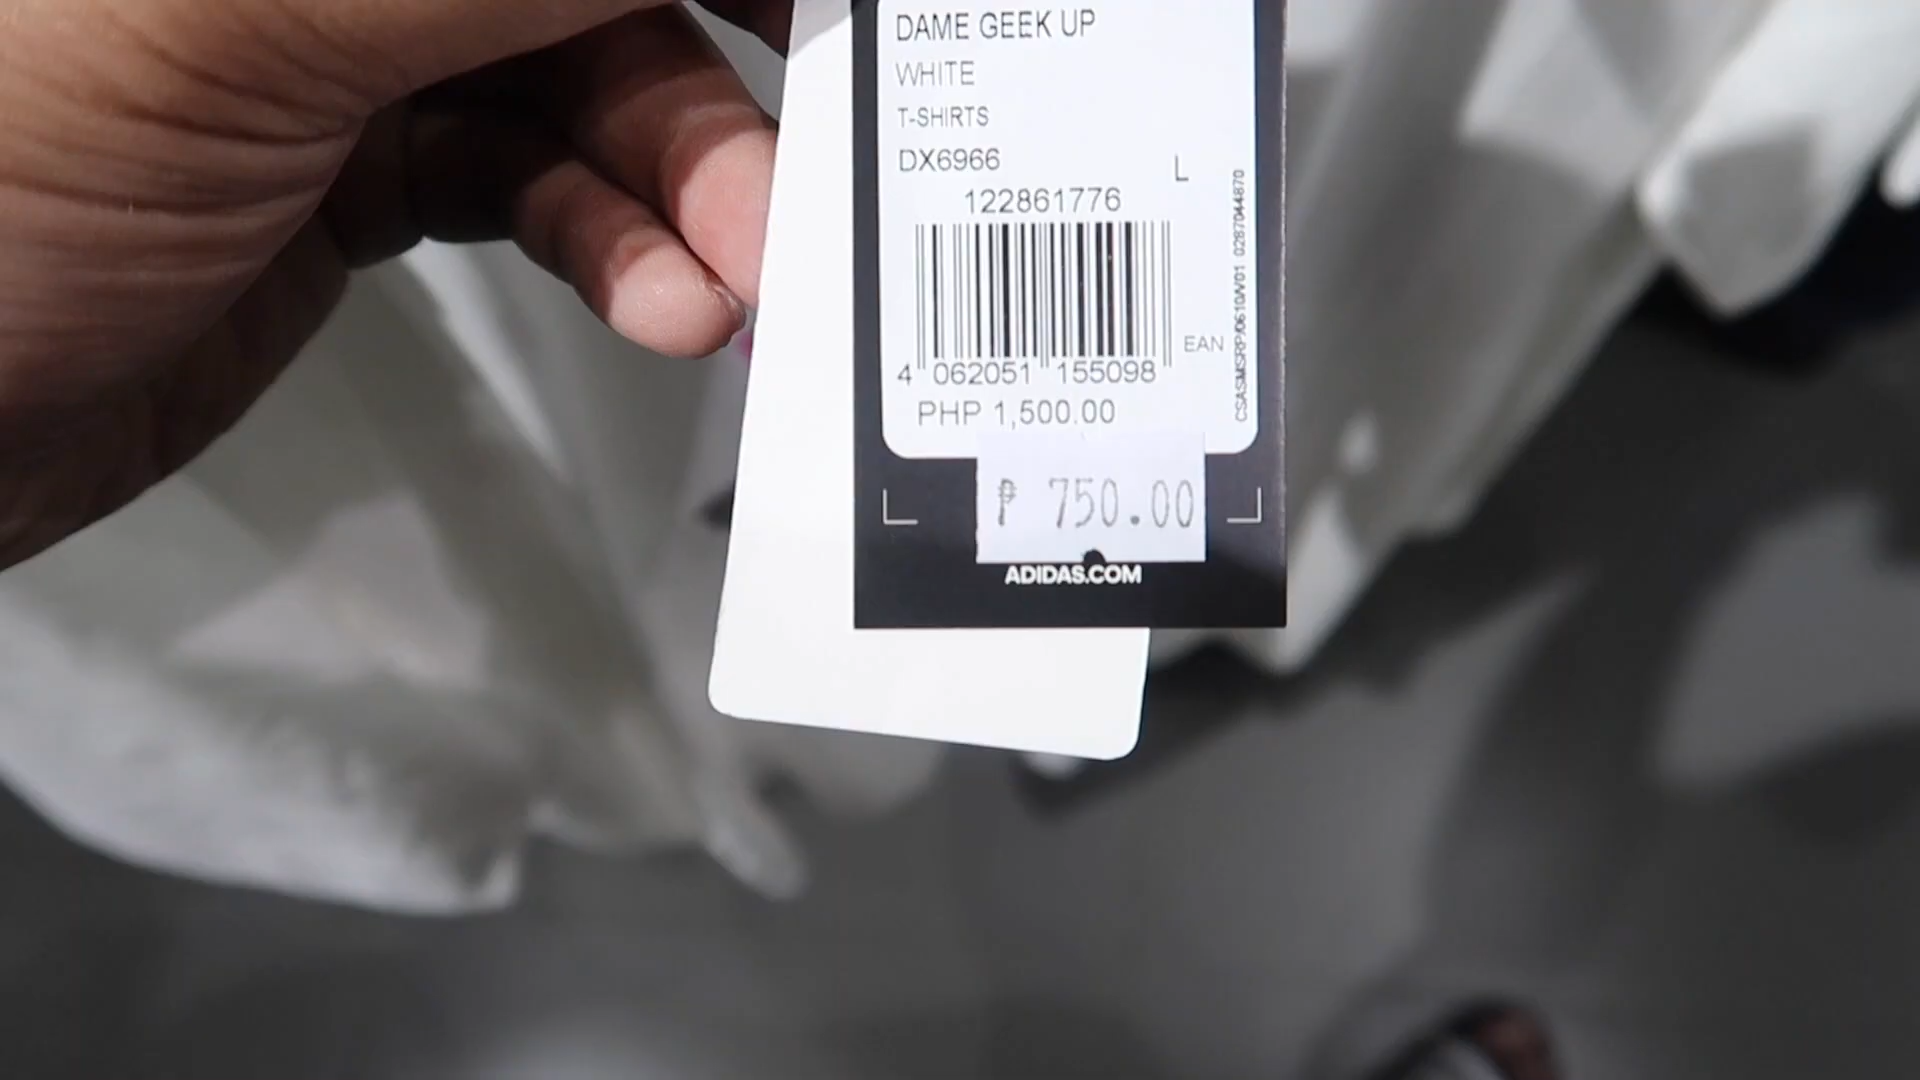 DAME GEEK UP
WHITE
T-SHIRTS
DX6966
L
122861776
4 062051 155098
EAN
PHP 1,500.00
₱ 750.00
ADIDAS.COM